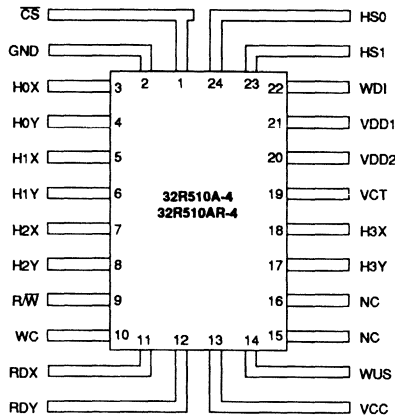 C̅S̅ HS0
GND HS1
2 1 24 23
H0X 3 22 WDI
H0Y 4 21 VDD1
H1X 5 20 VDD2
H1Y 6 19 VCT
32R510A-4
32R510AR-4
H2X 7 18 H3X
H2Y 8 17 H3Y
R/W̅ 9 16 NC
WC 10 15 NC
11 12 13 14
RDX WUS
RDY VCC